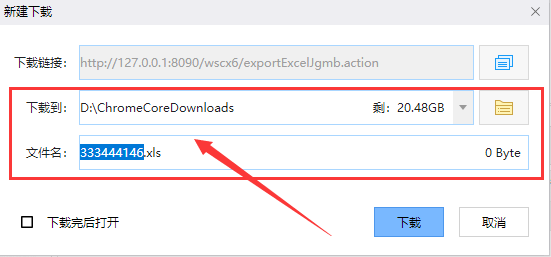 新建下载
下载链接： http://127.0.0.1:8090/wscx6/exportExcelJgmb.action
下载到： D:\ChromeCoreDownloads 剩：20.48GB
文件名： 333444146.xls 0 Byte
下载完后打开 下载 取消